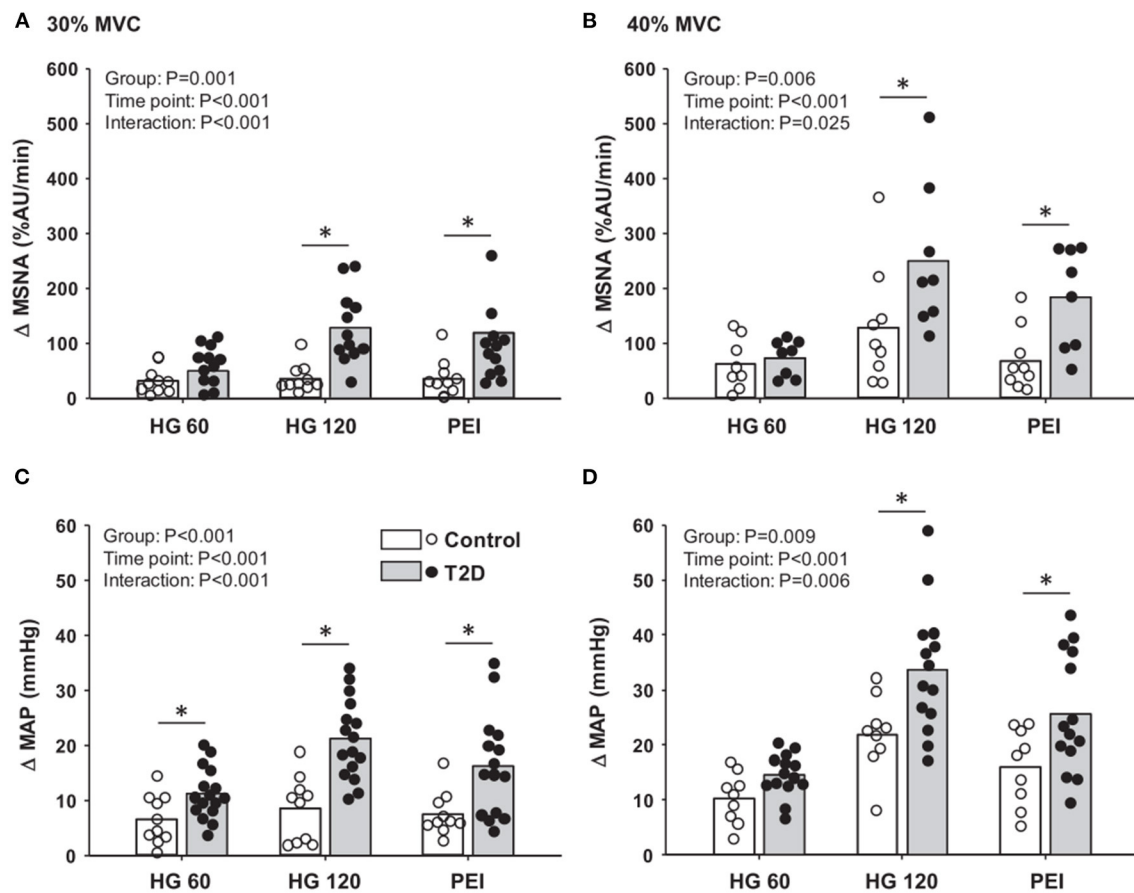 A 30% MVC
Group: P=0.001
Time point: P<0.001
Interaction: P<0.001
Δ MSNA (%AU/min)
600
500
400
300
200
100
0
*
*
HG 60 HG 120 PEI
B 40% MVC
Group: P=0.006
Time point: P<0.001
Interaction: P=0.025
Δ MSNA (%AU/min)
600
500
400
300
200
100
0
*
*
HG 60 HG 120 PEI
C
Group: P<0.001
Time point: P<0.001
Interaction: P<0.001
Control
T2D
Δ MAP (mmHg)
60
50
40
30
20
10
0
*
*
*
HG 60 HG 120 PEI
D
Group: P=0.009
Time point: P<0.001
Interaction: P=0.006
Δ MAP (mmHg)
60
50
40
30
20
10
0
*
*
HG 60 HG 120 PEI